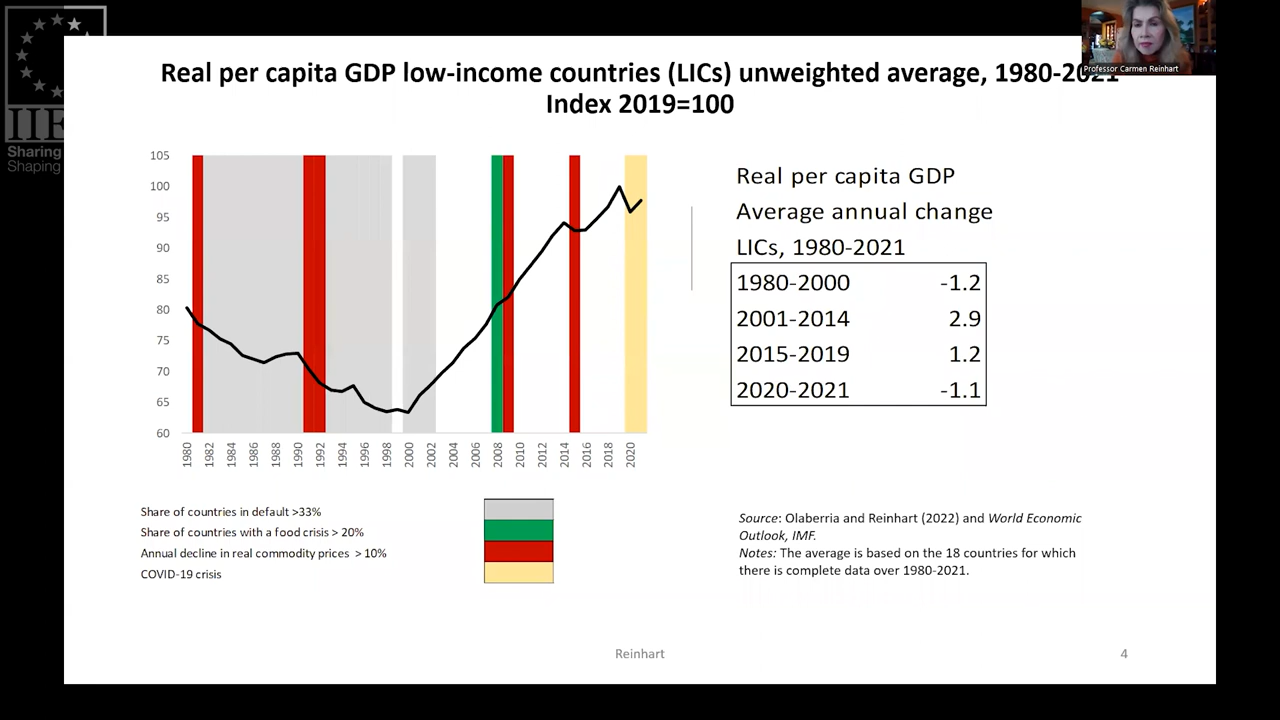 IIE
Sharing
Shaping
Professor Carmen Reinhart
Real per capita GDP low-income countries (LICs) unweighted average, 1980-2021
Index 2019=100
105
100
95
90
85
80
75
70
65
60
1980
1982
1984
1986
1988
1990
1992
1994
1996
1998
2000
2002
2004
2006
2008
2010
2012
2014
2016
2018
2020
Real per capita GDP
Average annual change
LICs, 1980-2021
1980-2000 -1.2
2001-2014 2.9
2015-2019 1.2
2020-2021 -1.1
Share of countries in default >33%
Share of countries with a food crisis > 20%
Annual decline in real commodity prices > 10%
COVID-19 crisis
Source: Olaberria and Reinhart (2022) and World Economic
Outlook, IMF.
Notes: The average is based on the 18 countries for which
there is complete data over 1980-2021.
Reinhart
4